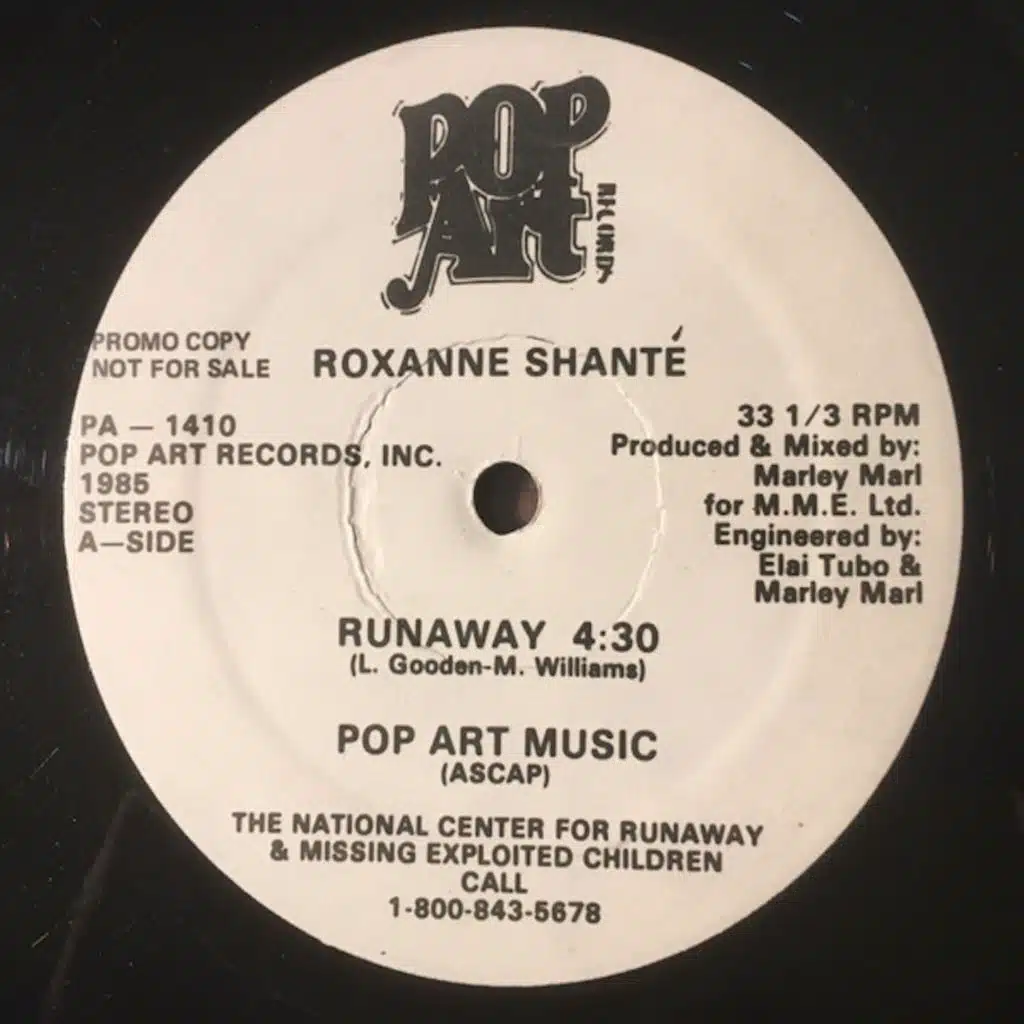 POP
ART
RECORDS
PROMO COPY
NOT FOR SALE
ROXANNE SHANTÉ
PA — 1410
POP ART RECORDS, INC.
1985
STEREO
A—SIDE
33 1/3 RPM
Produced & Mixed by:
Marley Marl
for M.M.E. Ltd.
Engineered by:
Elai Tubo &
Marley Marl
RUNAWAY 4:30
(L. Gooden-M. Williams)
POP ART MUSIC
(ASCAP)
THE NATIONAL CENTER FOR RUNAWAY
& MISSING EXPLOITED CHILDREN
CALL
1-800-843-5678